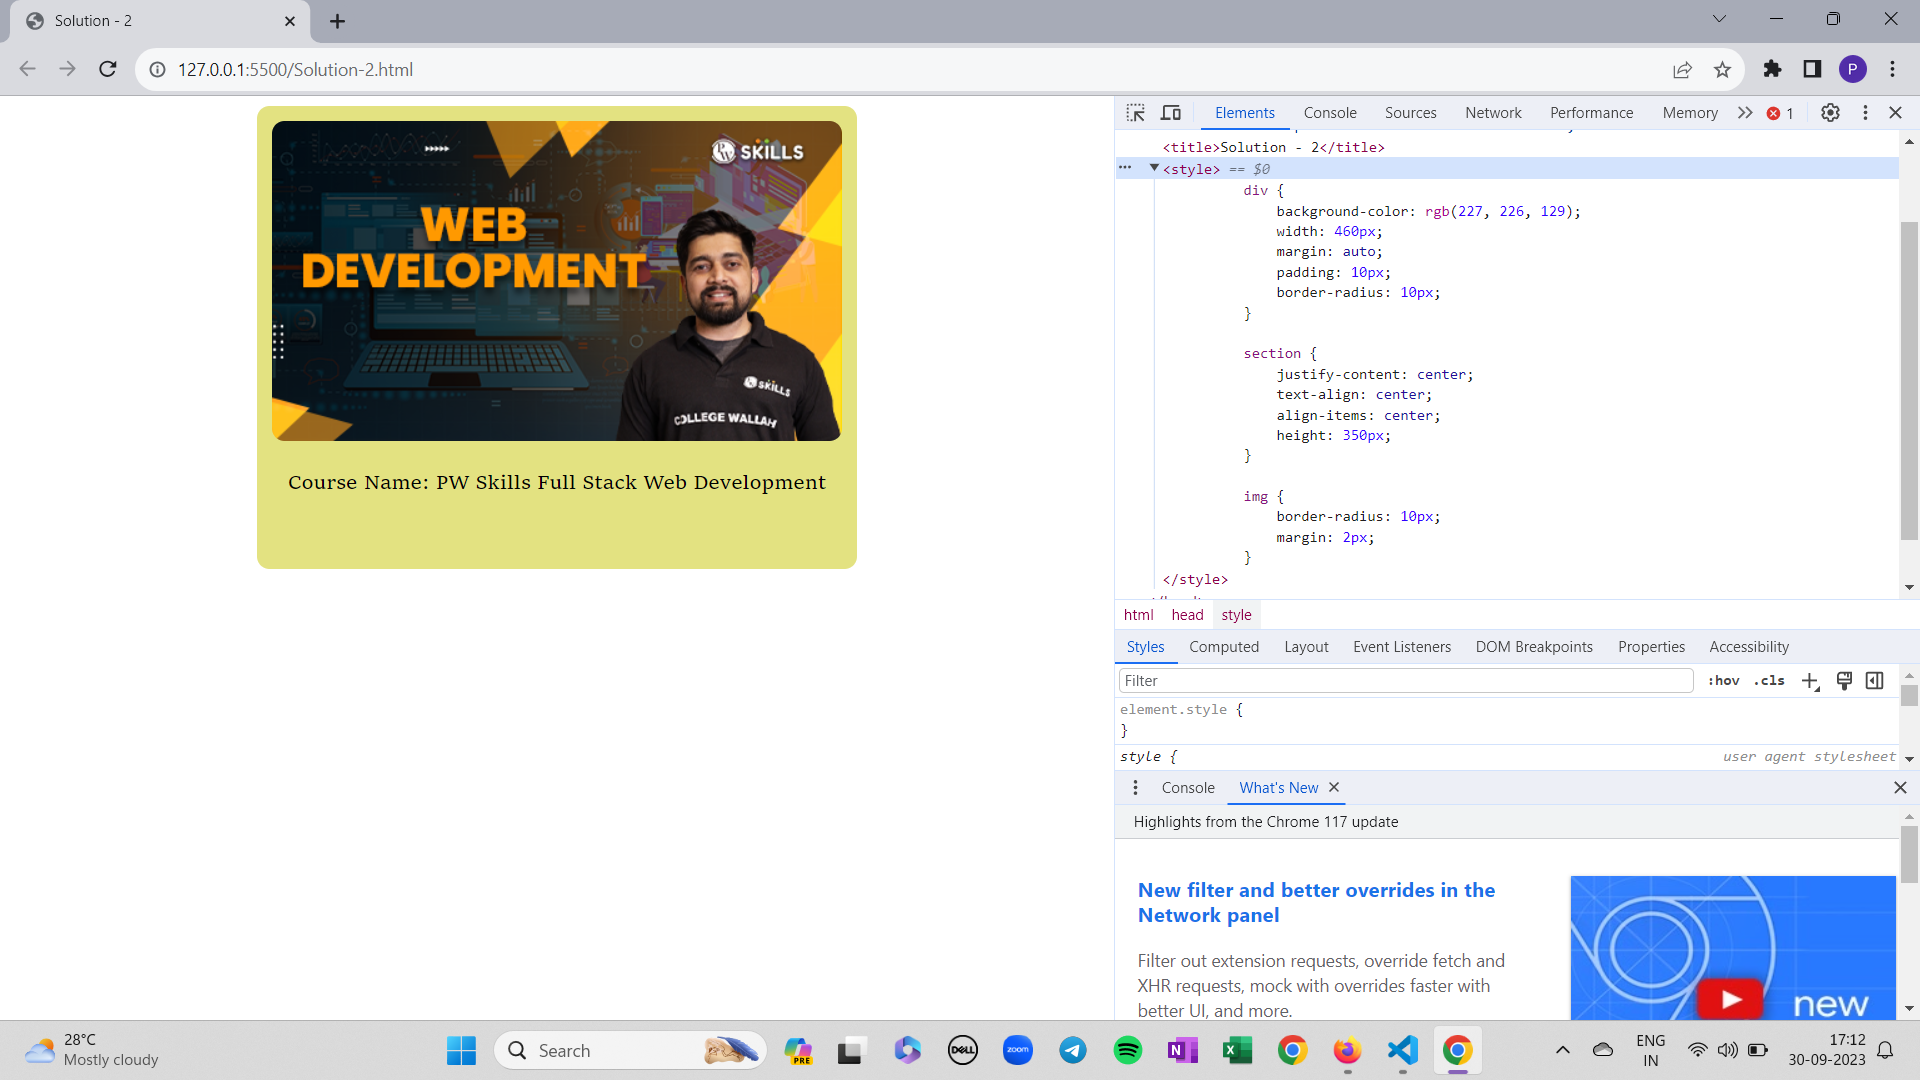 Solution - 2
127.0.0.1:5500/Solution-2.html
P
PW SKILLS
WEB
DEVELOPMENT
SKILLS
COLLEGE WALLAH
Course Name: PW Skills Full Stack Web Development
Elements Console Sources Network Performance Memory 1
<title>Solution - 2</title>
<style> == $0
div {
background-color: rgb(227, 226, 129);
width: 460px;
margin: auto;
padding: 10px;
border-radius: 10px;
}
section {
justify-content: center;
text-align: center;
align-items: center;
height: 350px;
}
img {
border-radius: 10px;
margin: 2px;
}
</style>
html head style
Styles Computed Layout Event Listeners DOM Breakpoints Properties Accessibility
Filter :hov .cls
element.style {
}
style { user agent stylesheet
Console What's New
Highlights from the Chrome 117 update
New filter and better overrides in the
Network panel
Filter out extension requests, override fetch and
XHR requests, mock with overrides faster with
better UI, and more.
new
28°C
Mostly cloudy
Search
PRE
DELL
zoom
ENG
IN
17:12
30-09-2023